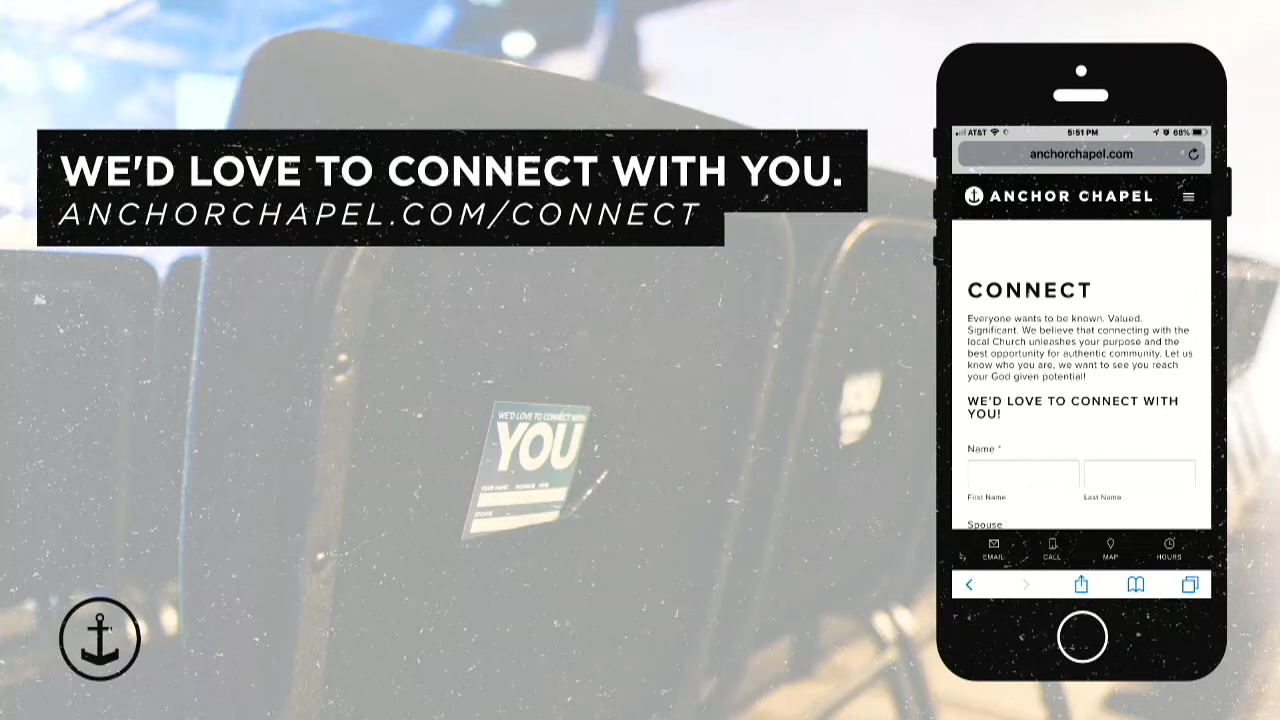 WE'D LOVE TO CONNECT WITH YOU.
ANCHORCHAPEL.COM/CONNECT
WE'D LOVE TO CONNECT WITH
YOU
YOUR NAME
SPOUSE
AT&T 5:51 PM 68%
anchorchapel.com
ANCHOR CHAPEL
CONNECT
Everyone wants to be known. Valued.
Significant. We believe that connecting with the
local Church unleashes your purpose and the
best opportunity for authentic community. Let us
know who you are, we want to see you reach
your God given potential!
WE'D LOVE TO CONNECT WITH
YOU!
Name *
First Name Last Name
Spouse
EMAIL CALL MAP HOURS